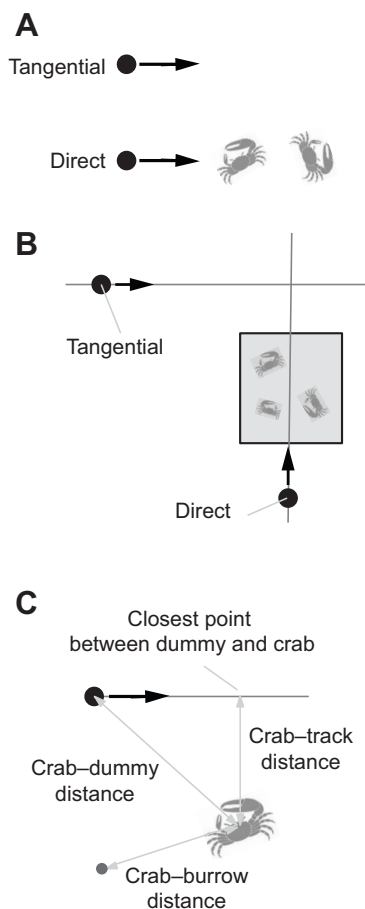 A
Tangential
Direct
B
Tangential
Direct
C
Closest point
between dummy and crab
Crab–track
distance
Crab–dummy
distance
Crab–burrow
distance